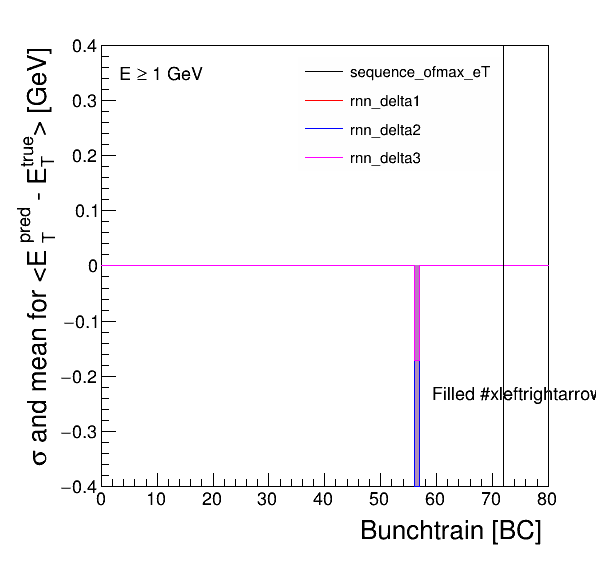 0.4
0.3
0.2
0.1
0
−0.1
−0.2
−0.3
−0.4
σ and mean for <E_T^pred - E_T^true> [GeV]
E ≥ 1 GeV
sequence_ofmax_eT
rnn_delta1
rnn_delta2
rnn_delta3
Filled #xleftrightarrow
0 10 20 30 40 50 60 70 80
Bunchtrain [BC]